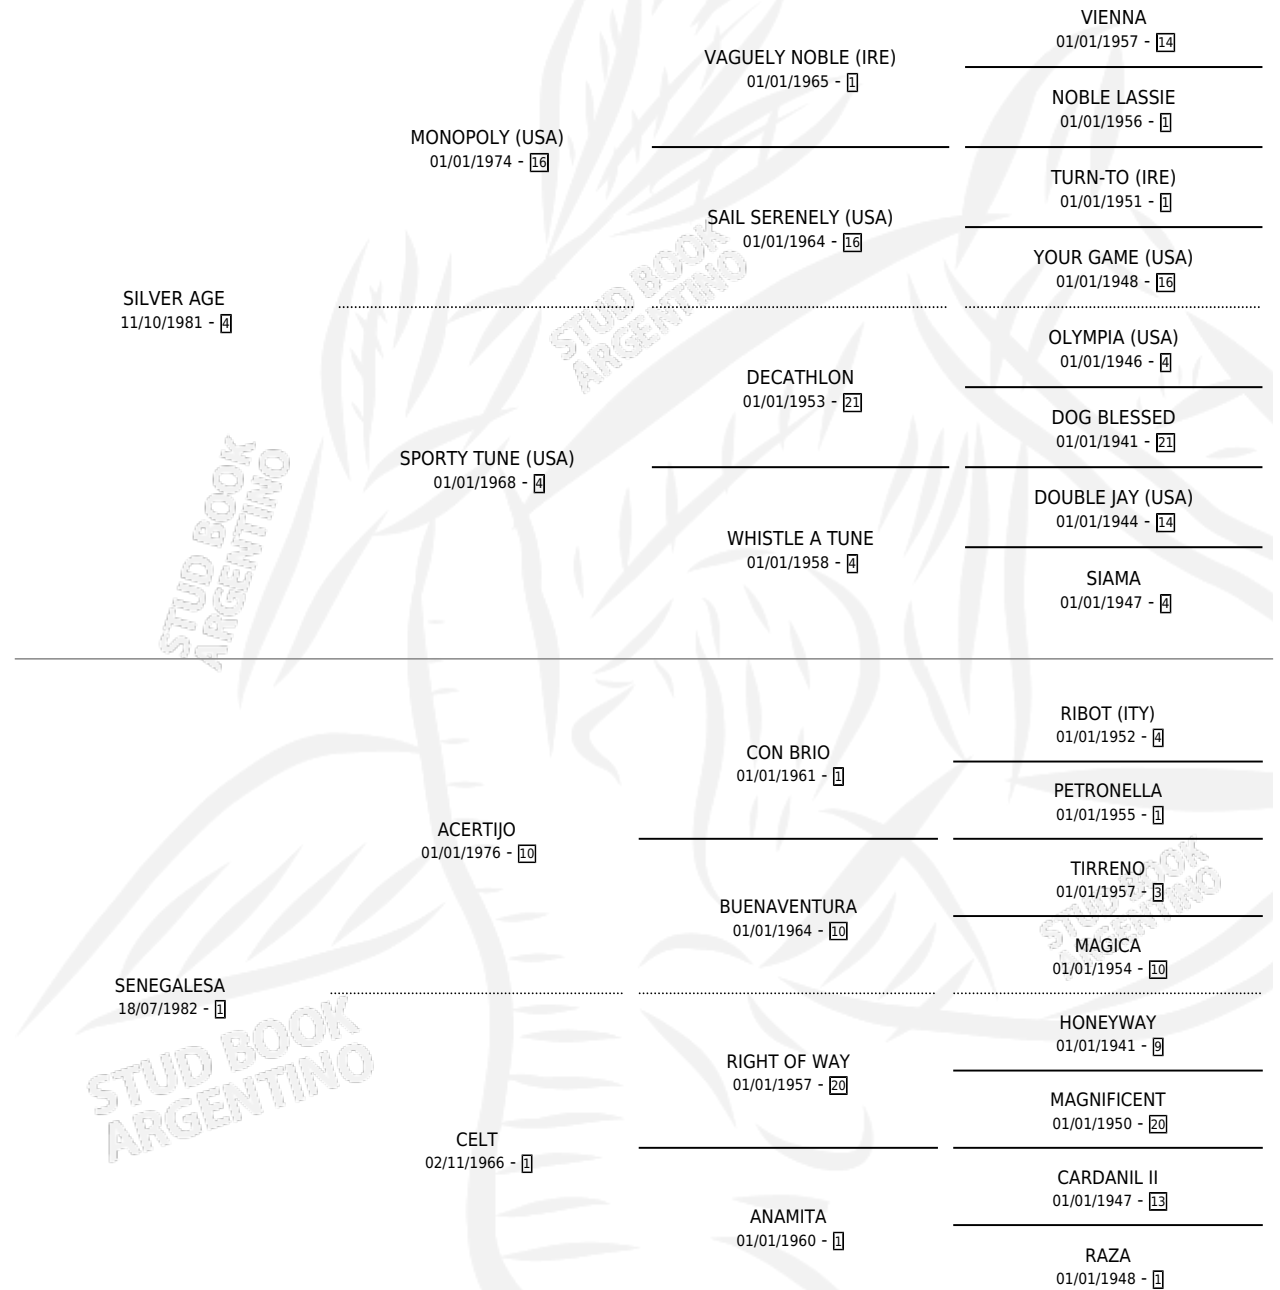 SILVER AGE
11/10/1981 - 4
MONOPOLY (USA)
01/01/1974 - 16
SPORTY TUNE (USA)
01/01/1968 - 4
VAGUELY NOBLE (IRE)
01/01/1965 - 1
SAIL SERENELY (USA)
01/01/1964 - 16
DECATHLON
01/01/1953 - 21
WHISTLE A TUNE
01/01/1958 - 4
VIENNA
01/01/1957 - 14
NOBLE LASSIE
01/01/1956 - 1
TURN-TO (IRE)
01/01/1951 - 1
YOUR GAME (USA)
01/01/1948 - 16
OLYMPIA (USA)
01/01/1946 - 4
DOG BLESSED
01/01/1941 - 21
DOUBLE JAY (USA)
01/01/1944 - 14
SIAMA
01/01/1947 - 4
SENEGALESA
18/07/1982 - 1
ACERTIJO
01/01/1976 - 10
CELT
02/11/1966 - 1
CON BRIO
01/01/1961 - 1
BUENAVENTURA
01/01/1964 - 10
RIGHT OF WAY
01/01/1957 - 20
ANAMITA
01/01/1960 - 1
RIBOT (ITY)
01/01/1952 - 4
PETRONELLA
01/01/1955 - 1
TIRRENO
01/01/1957 - 3
MAGICA
01/01/1954 - 10
HONEYWAY
01/01/1941 - 9
MAGNIFICENT
01/01/1950 - 20
CARDANIL II
01/01/1947 - 13
RAZA
01/01/1948 - 1
STUD BOOK
ARGENTINO
STUD BOOK
ARGENTINO
STUD BOOK
ARGENTINO
STUD BOOK
ARGENTINO